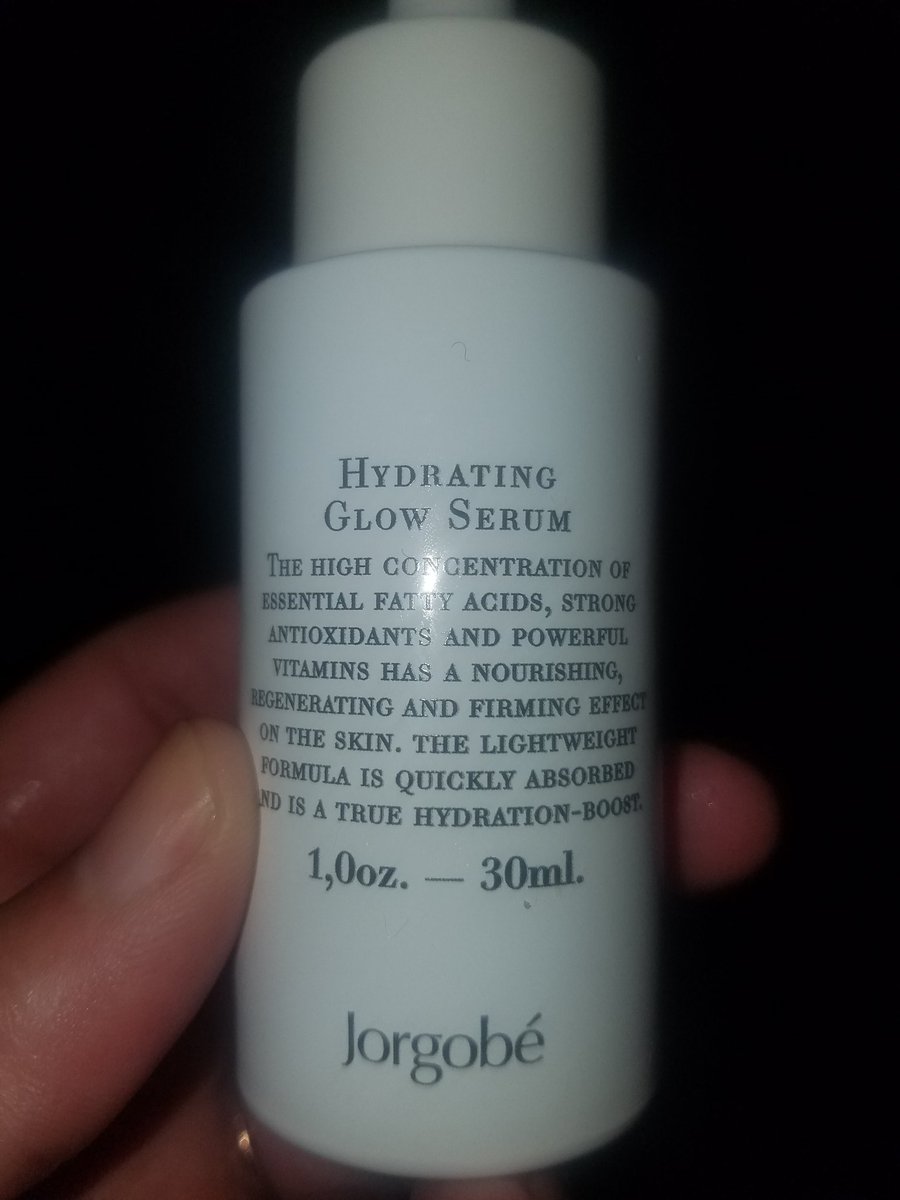 HYDRATING
GLOW SERUM
THE HIGH CONCENTRATION OF
ESSENTIAL FATTY ACIDS, STRONG
ANTIOXIDANTS AND POWERFUL
VITAMINS HAS A NOURISHING,
REGENERATING AND FIRMING EFFECT
ON THE SKIN. THE LIGHTWEIGHT
FORMULA IS QUICKLY ABSORBED
AND IS A TRUE HYDRATION-BOOST.
1,0oz. — 30ml.
Jorgobé